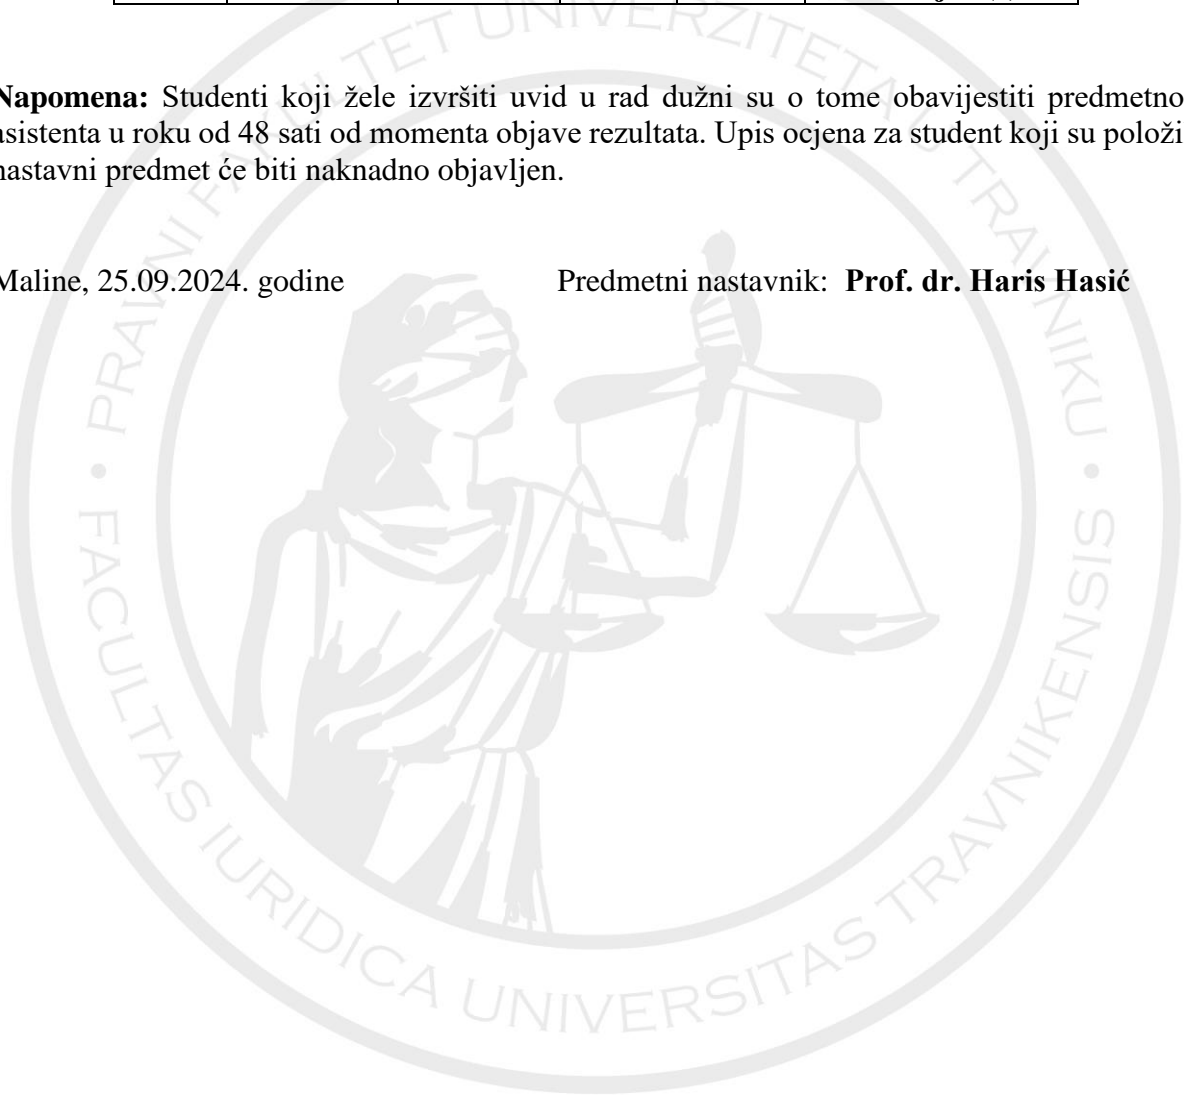 Napomena: Studenti koji žele izvršiti uvid u rad dužni su o tome obavijestiti predmetno
asistenta u roku od 48 sati od momenta objave rezultata. Upis ocjena za student koji su položi
nastavni predmet će biti naknadno objavljen.
Maline, 25.09.2024. godine Predmetni nastavnik: Prof. dr. Haris Hasić
PRAVNI FAKULTET UNIVERZITETA U TRAVNIKU
FACULTAS IURIDICA UNIVERSITAS TRAVNIKENSIS